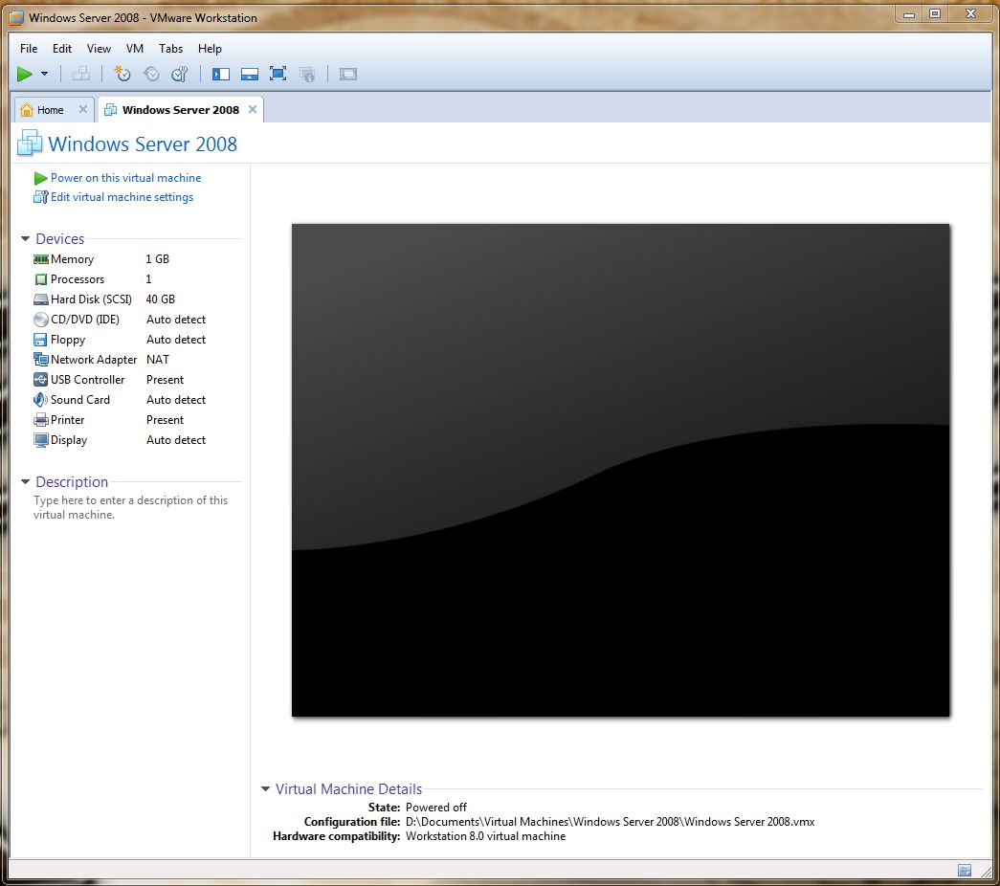 Windows Server 2008 - VMware Workstation
File Edit View VM Tabs Help
Home Windows Server 2008
Windows Server 2008
Power on this virtual machine
Edit virtual machine settings
Devices
Memory 1 GB
Processors 1
Hard Disk (SCSI) 40 GB
CD/DVD (IDE) Auto detect
Floppy Auto detect
Network Adapter NAT
USB Controller Present
Sound Card Auto detect
Printer Present
Display Auto detect
Description
Type here to enter a description of this
virtual machine.
Virtual Machine Details
State: Powered off
Configuration file: D:\Documents\Virtual Machines\Windows Server 2008\Windows Server 2008.vmx
Hardware compatibility: Workstation 8.0 virtual machine